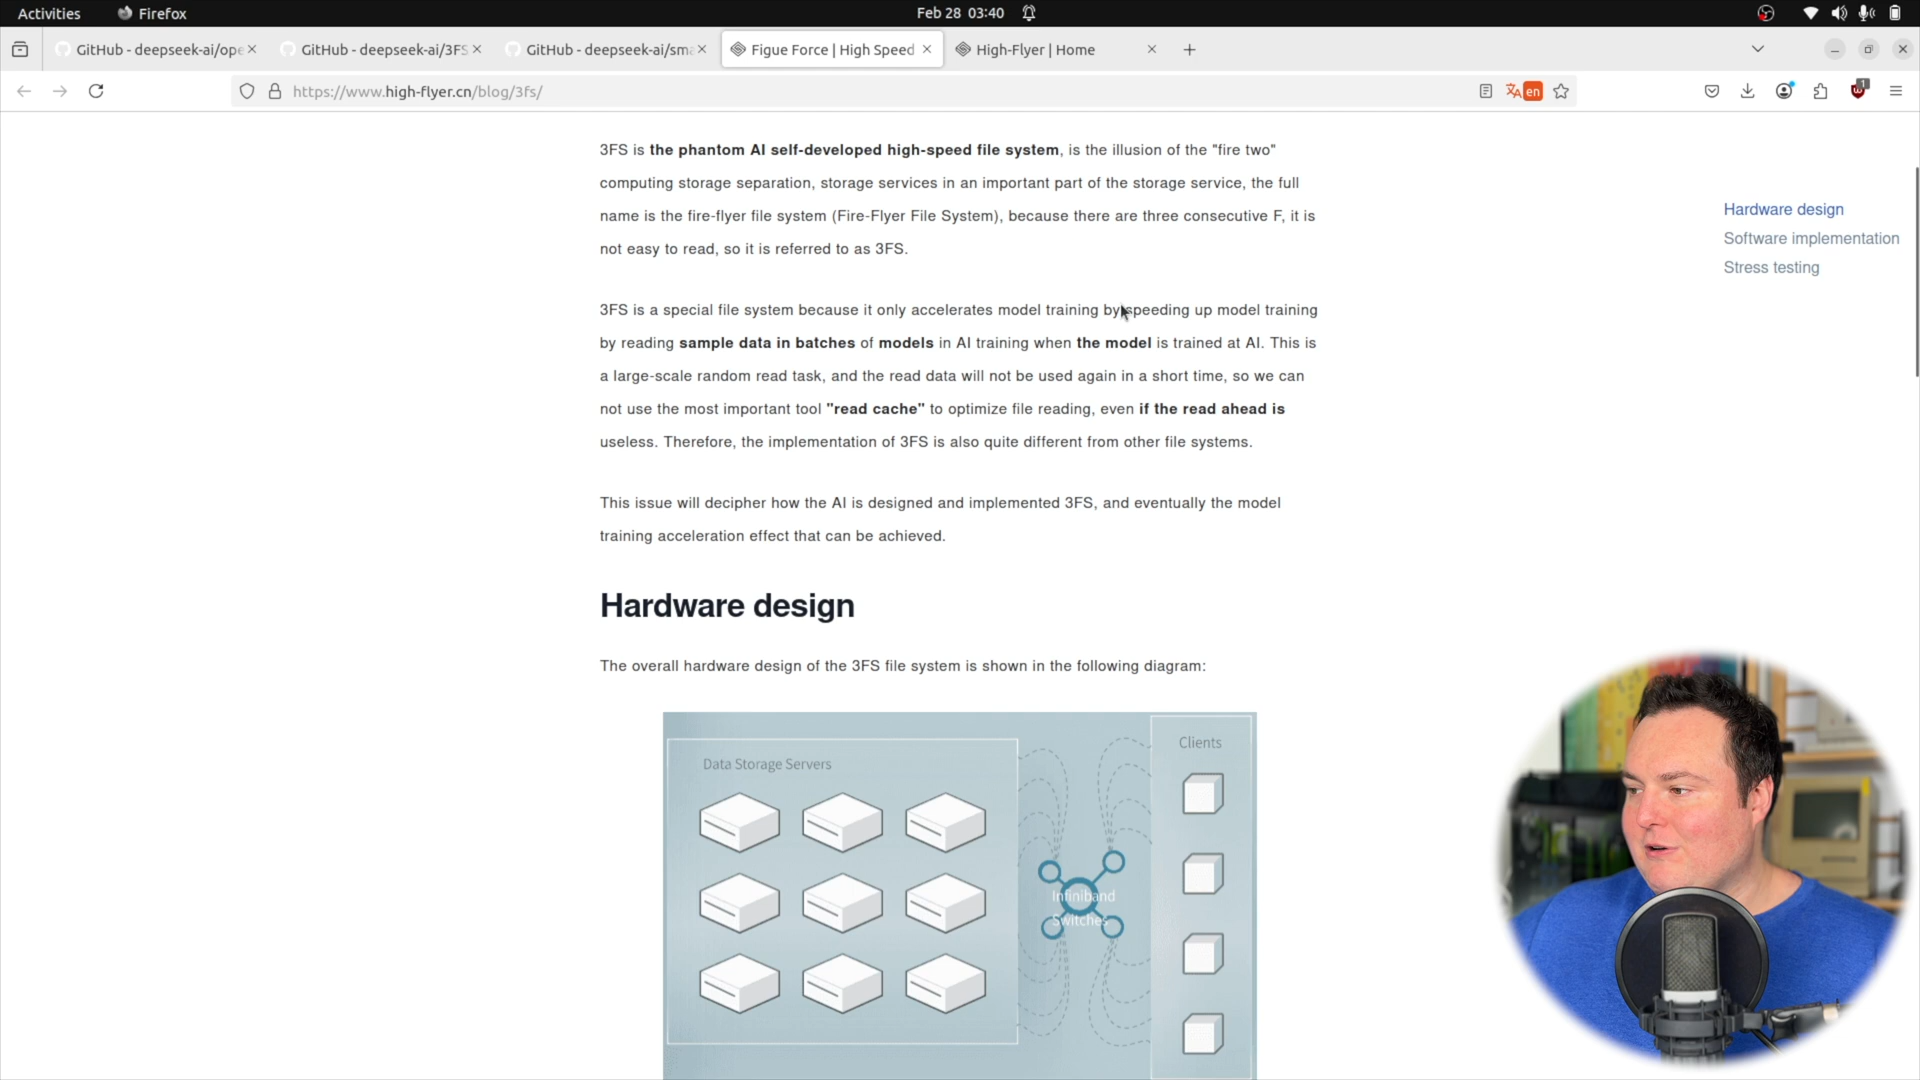 Activities
Firefox
Feb 28 03:40
GitHub - deepseek-ai/ope
GitHub - deepseek-ai/3FS
GitHub - deepseek-ai/sma
Figue Force | High Speed
High-Flyer | Home
https://www.high-flyer.cn/blog/3fs/
en
1
3FS is the phantom AI self-developed high-speed file system, is the illusion of the "fire two"
computing storage separation, storage services in an important part of the storage service, the full
name is the fire-flyer file system (Fire-Flyer File System), because there are three consecutive F, it is
not easy to read, so it is referred to as 3FS.
3FS is a special file system because it only accelerates model training by speeding up model training
by reading sample data in batches of models in AI training when the model is trained at AI. This is
a large-scale random read task, and the read data will not be used again in a short time, so we can
not use the most important tool "read cache" to optimize file reading, even if the read ahead is
useless. Therefore, the implementation of 3FS is also quite different from other file systems.
This issue will decipher how the AI is designed and implemented 3FS, and eventually the model
training acceleration effect that can be achieved.
Hardware design
The overall hardware design of the 3FS file system is shown in the following diagram:
Data Storage Servers
Infiniband
Switches
Clients
Hardware design
Software implementation
Stress testing